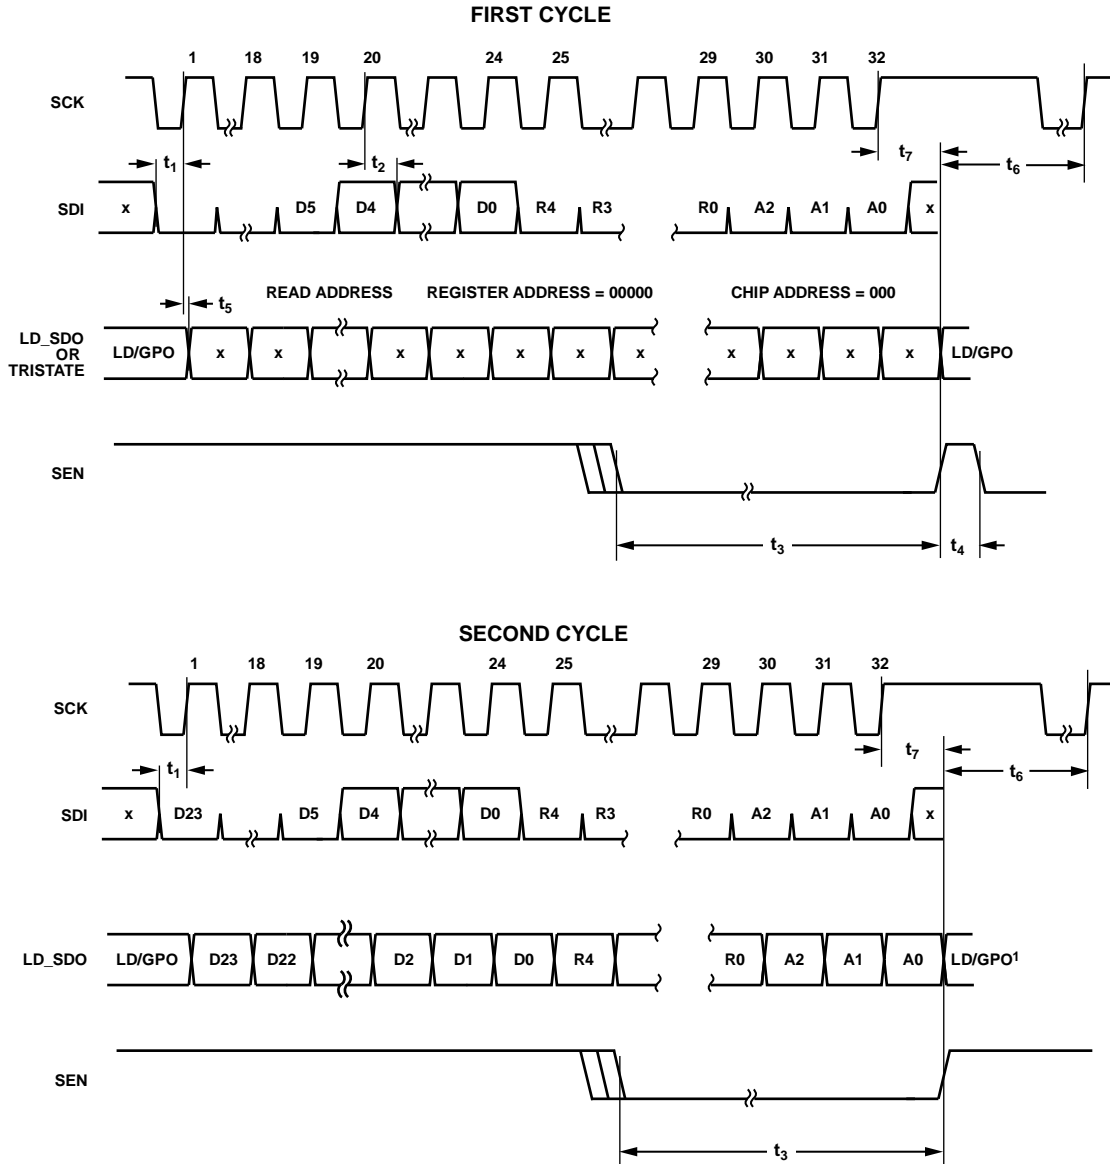 FIRST CYCLE
1 18 19 20 24 25 29 30 31 32
SCK
t1 t2 t7 t6
SDI x D5 D4 D0 R4 R3 R0 A2 A1 A0 x
t5 READ ADDRESS REGISTER ADDRESS = 00000 CHIP ADDRESS = 000
LD_SDO
OR
TRISTATE
LD/GPO x x x x x x x x x x x LD/GPO
SEN
t3 t4
SECOND CYCLE
1 18 19 20 24 25 29 30 31 32
SCK
t1 t7 t6
SDI x D23 D5 D4 D0 R4 R3 R0 A2 A1 A0 x
LD_SDO LD/GPO D23 D22 D2 D1 D0 R4 R0 A2 A1 A0 LD/GPO1
SEN
t3